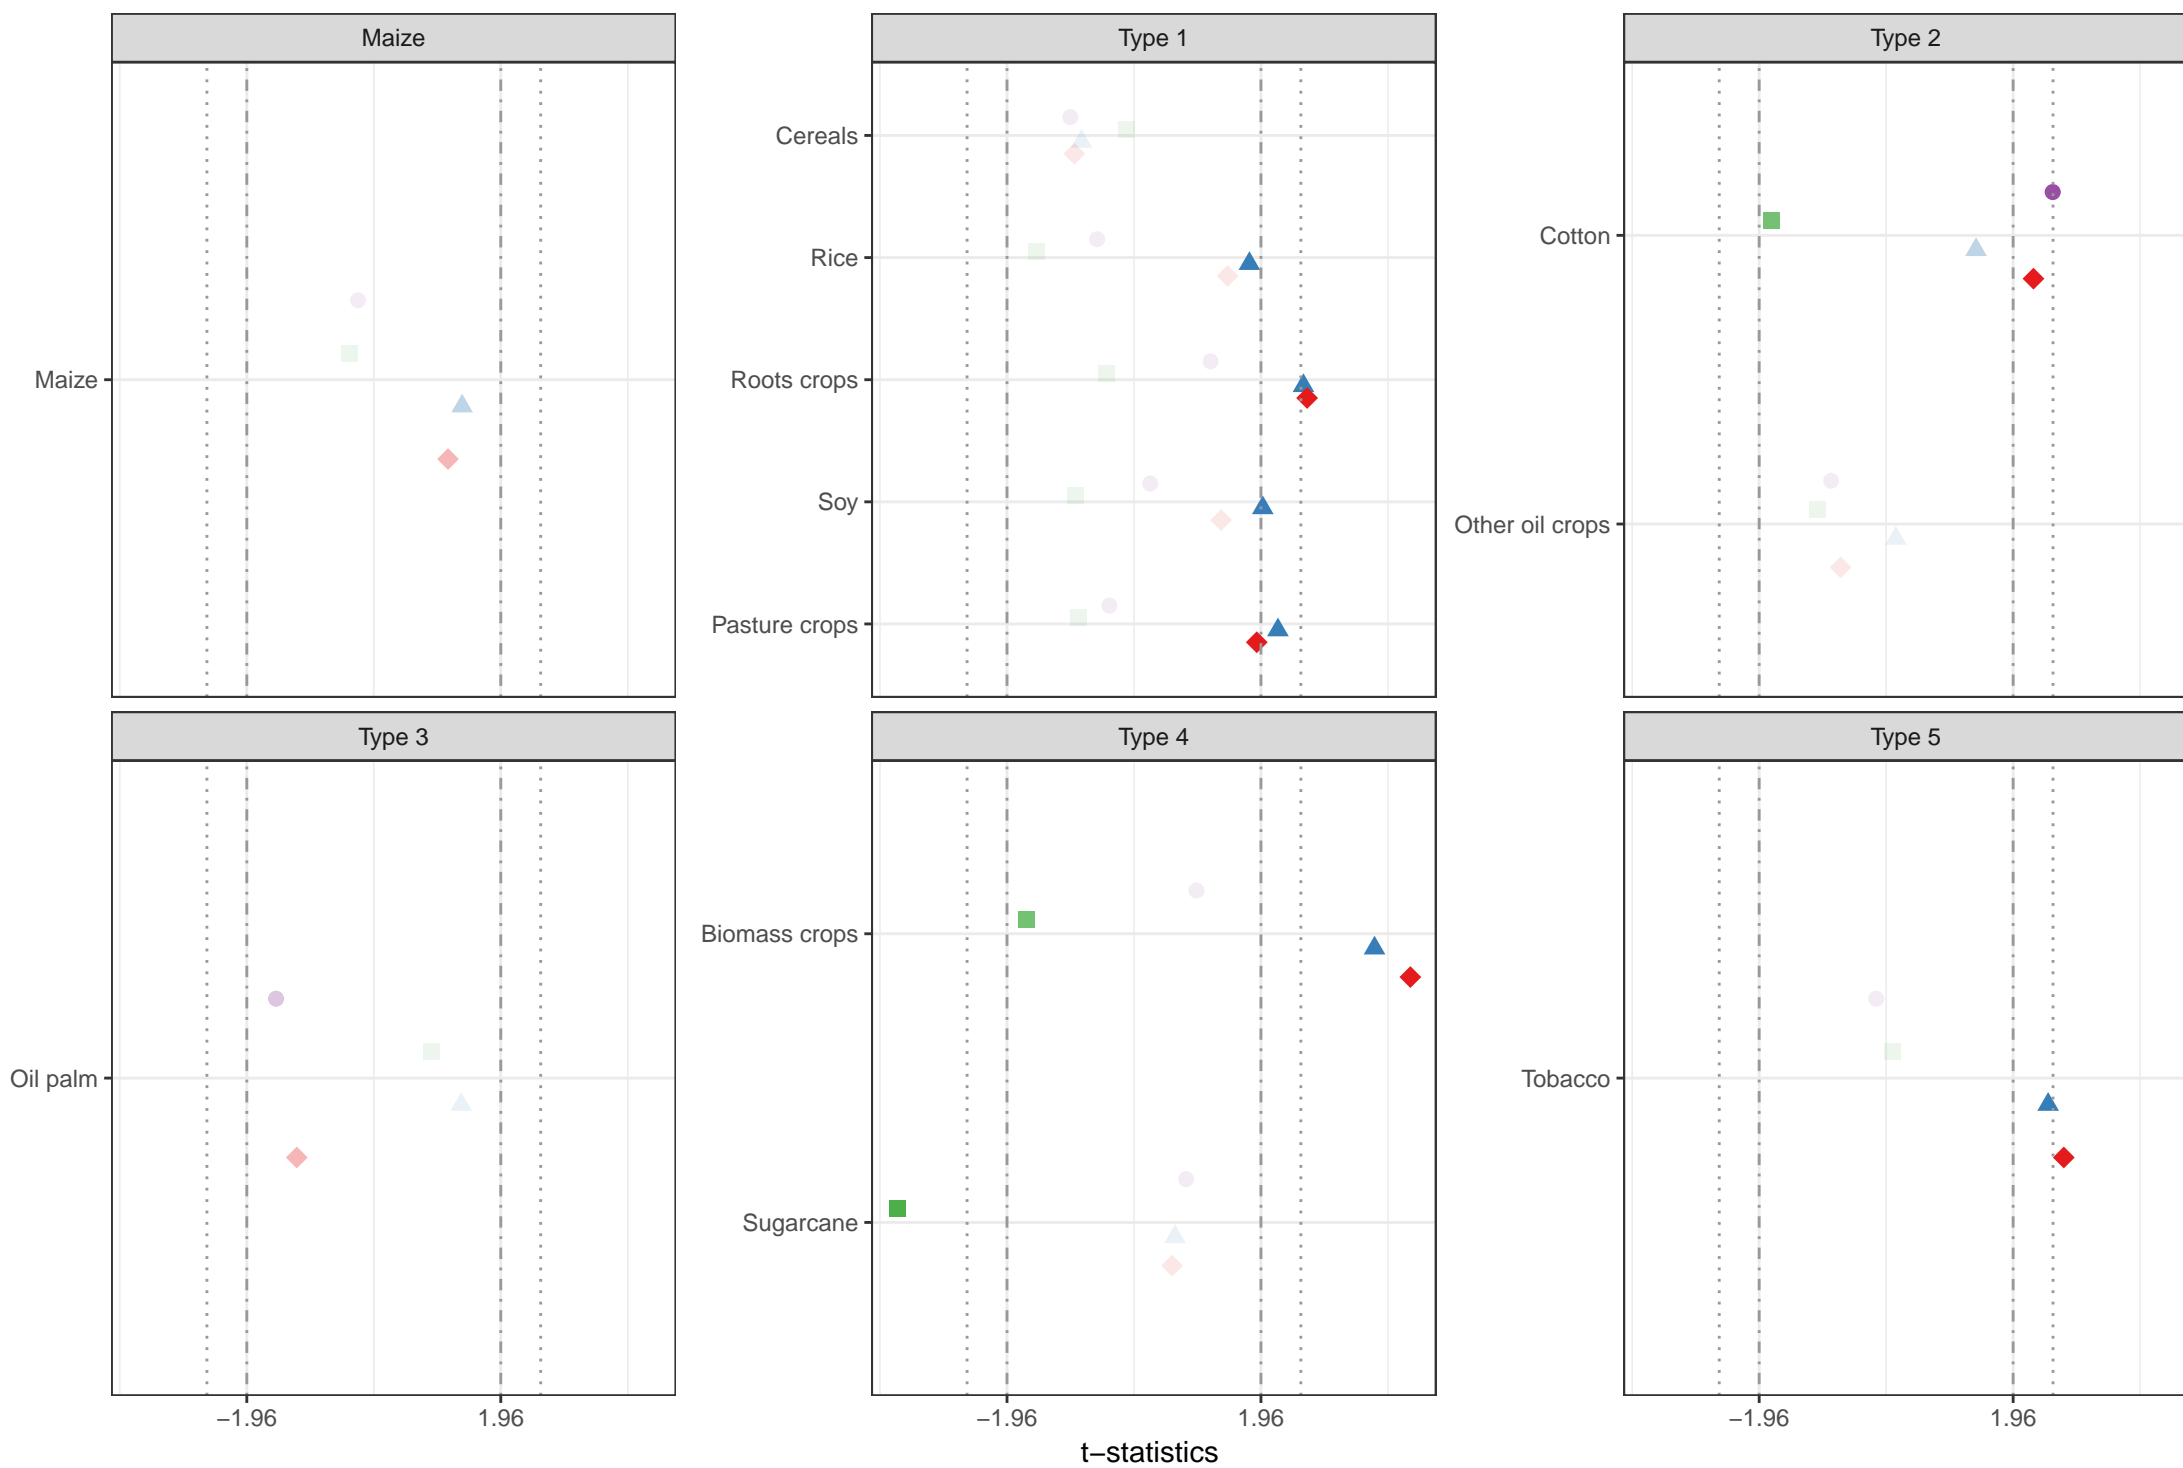 Maize
Type 1
Type 2
Maize
Cereals
Rice
Roots crops
Soy
Pasture crops
Cotton
Other oil crops
Type 3
Type 4
Type 5
Oil palm
Biomass crops
Sugarcane
Tobacco
−1.96 1.96
−1.96 1.96
−1.96 1.96
t−statistics